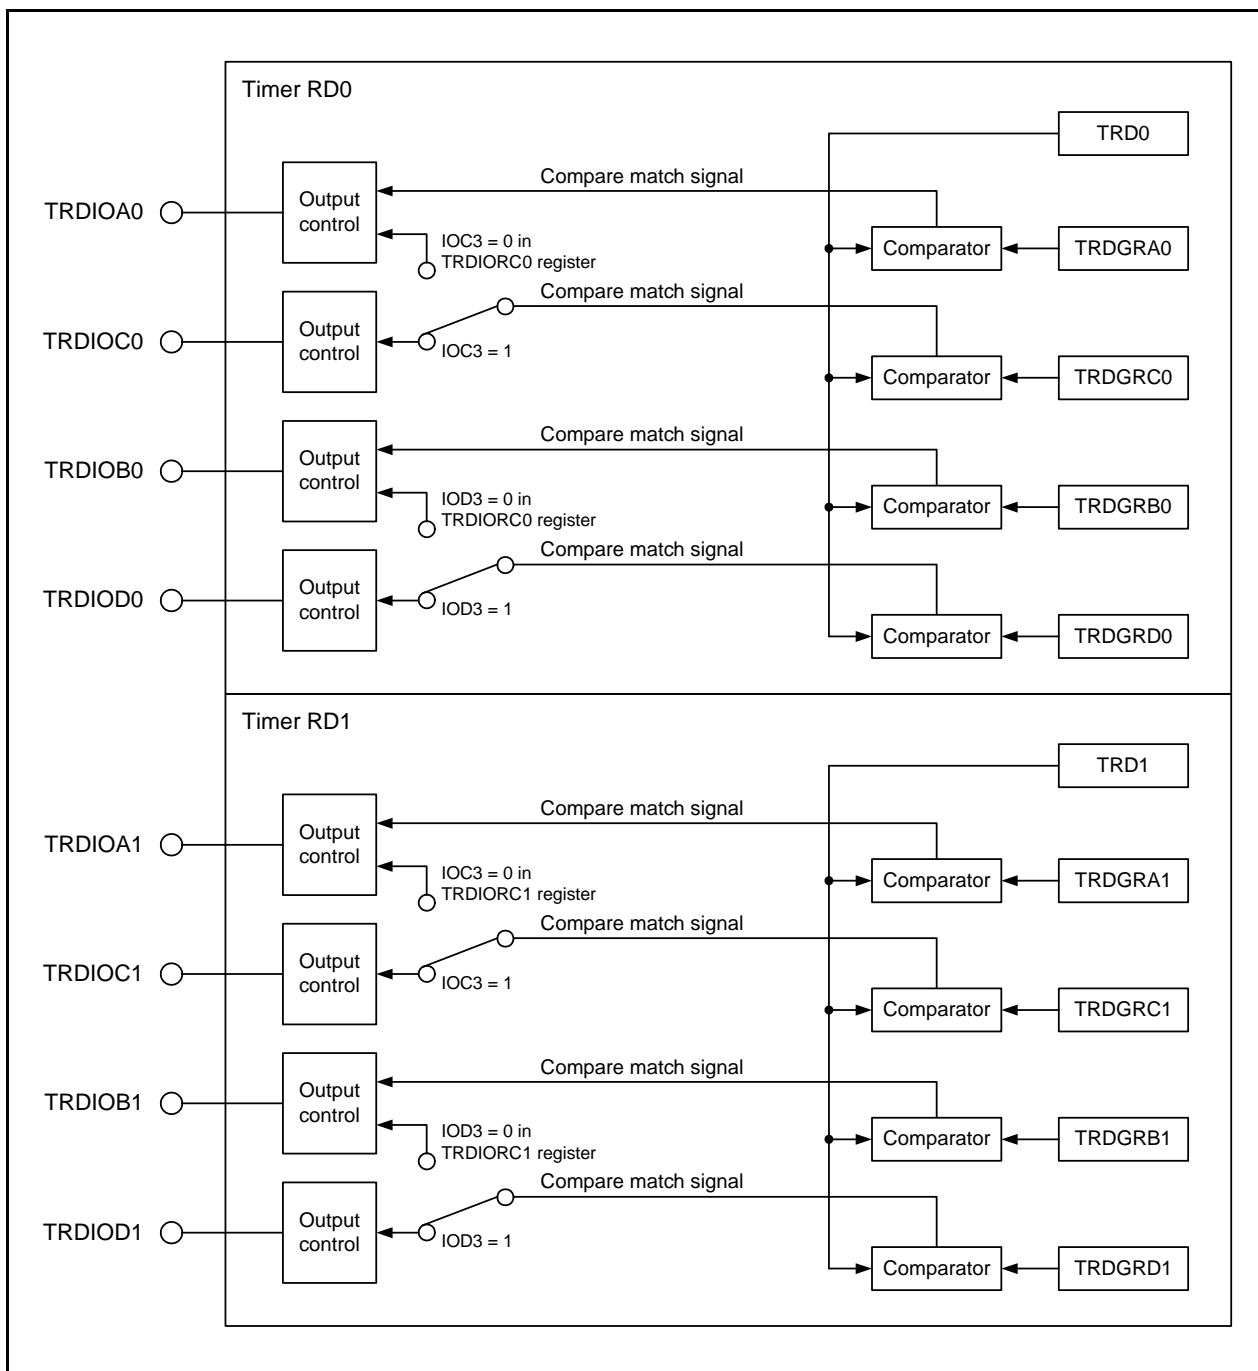 Timer RD0
TRD0
Compare match signal
TRDIOA0
Output
control
IOC3 = 0 in
TRDIORC0 register
Comparator
TRDGRA0
Compare match signal
TRDIOC0
Output
control
IOC3 = 1
Comparator
TRDGRC0
Compare match signal
TRDIOB0
Output
control
IOD3 = 0 in
TRDIORC0 register
Comparator
TRDGRB0
Compare match signal
TRDIOD0
Output
control
IOD3 = 1
Comparator
TRDGRD0
Timer RD1
TRD1
Compare match signal
TRDIOA1
Output
control
IOC3 = 0 in
TRDIORC1 register
Comparator
TRDGRA1
Compare match signal
TRDIOC1
Output
control
IOC3 = 1
Comparator
TRDGRC1
Compare match signal
TRDIOB1
Output
control
IOD3 = 0 in
TRDIORC1 register
Comparator
TRDGRB1
Compare match signal
TRDIOD1
Output
control
IOD3 = 1
Comparator
TRDGRD1